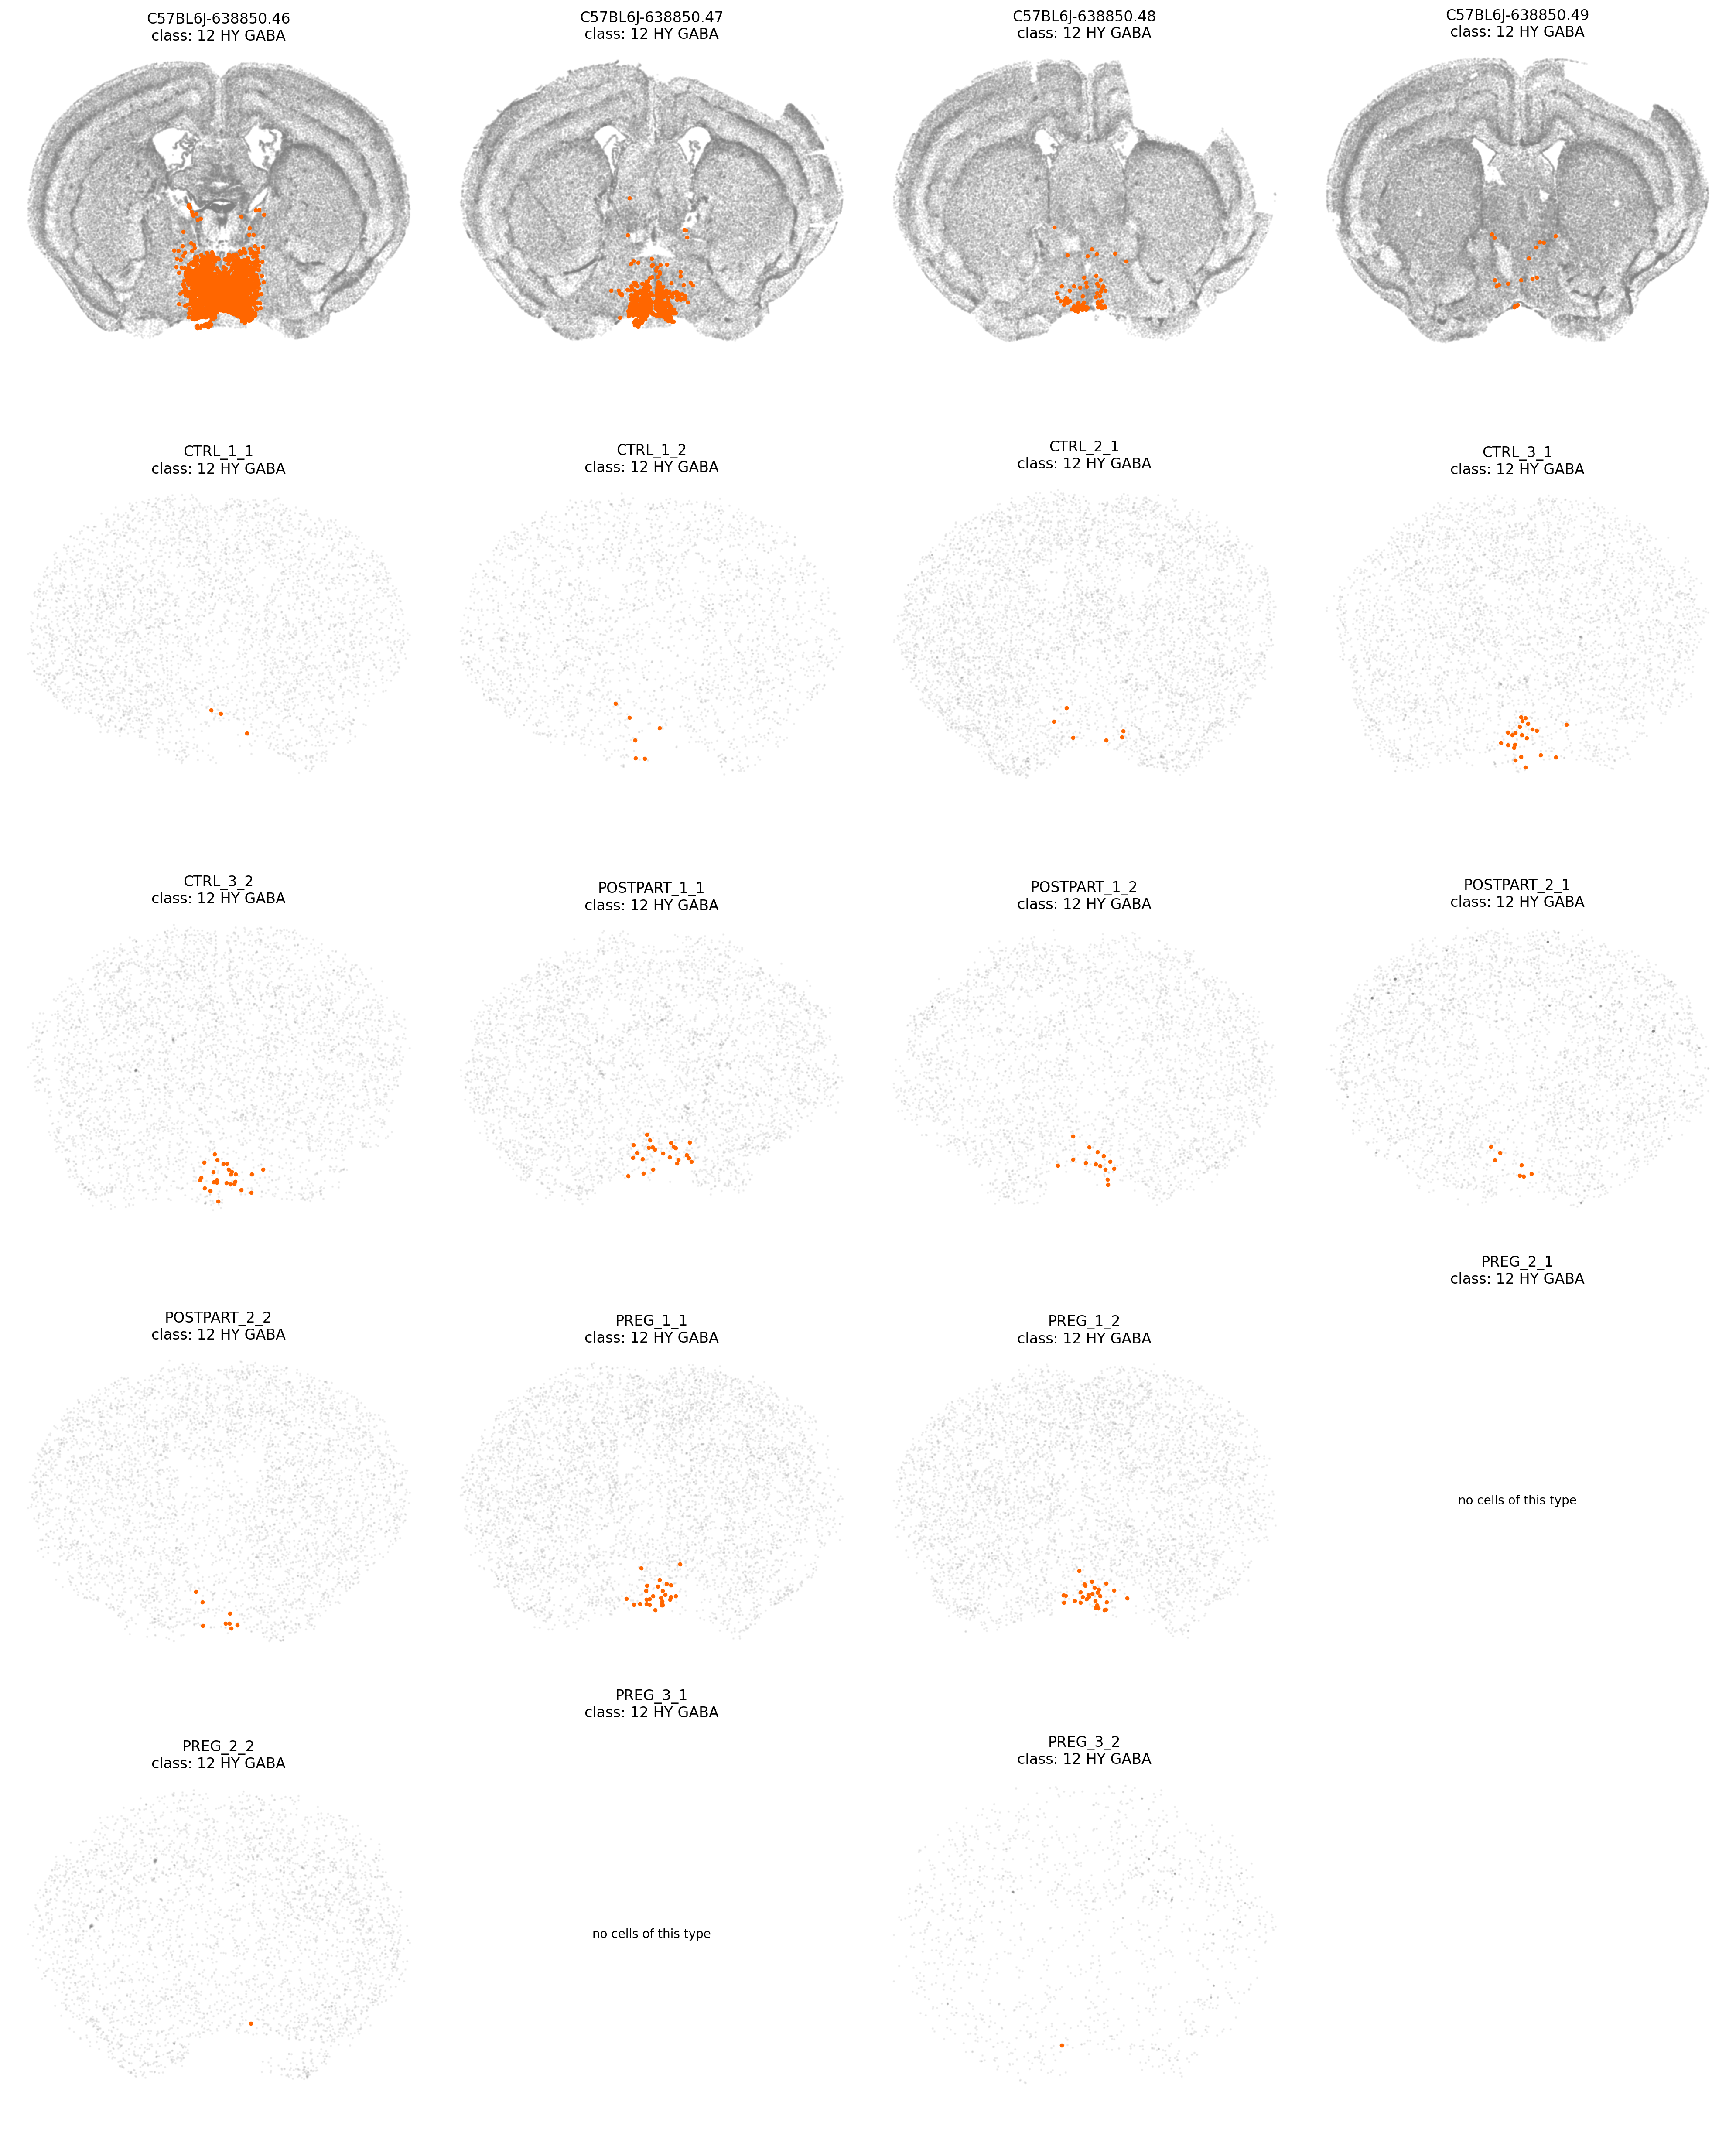 C57BL6J-638850.46
class: 12 HY GABA
C57BL6J-638850.47
class: 12 HY GABA
C57BL6J-638850.48
class: 12 HY GABA
C57BL6J-638850.49
class: 12 HY GABA
CTRL_1_1
class: 12 HY GABA
CTRL_1_2
class: 12 HY GABA
CTRL_2_1
class: 12 HY GABA
CTRL_3_1
class: 12 HY GABA
CTRL_3_2
class: 12 HY GABA
POSTPART_1_1
class: 12 HY GABA
POSTPART_1_2
class: 12 HY GABA
POSTPART_2_1
class: 12 HY GABA
POSTPART_2_2
class: 12 HY GABA
PREG_1_1
class: 12 HY GABA
PREG_1_2
class: 12 HY GABA
PREG_2_1
class: 12 HY GABA
no cells of this type
PREG_2_2
class: 12 HY GABA
PREG_3_1
class: 12 HY GABA
no cells of this type
PREG_3_2
class: 12 HY GABA